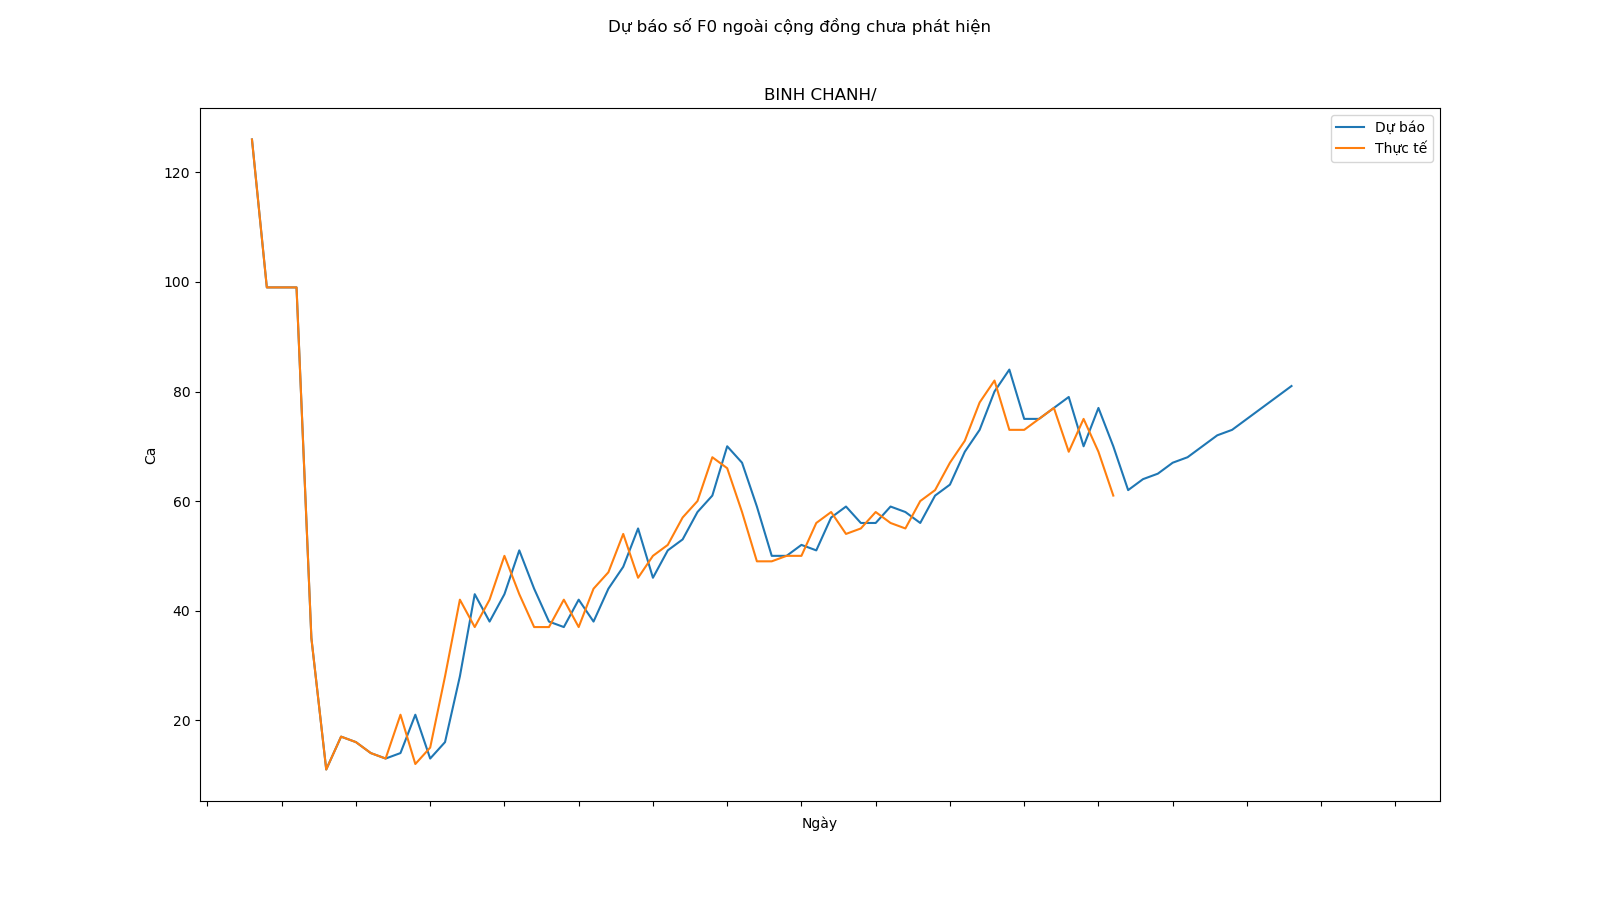 Dự báo số F0 ngoài cộng đồng chưa phát hiện
BINH CHANH/
Dự báo
Thực tế
120
100
80
60
40
20
Ca
Ngày